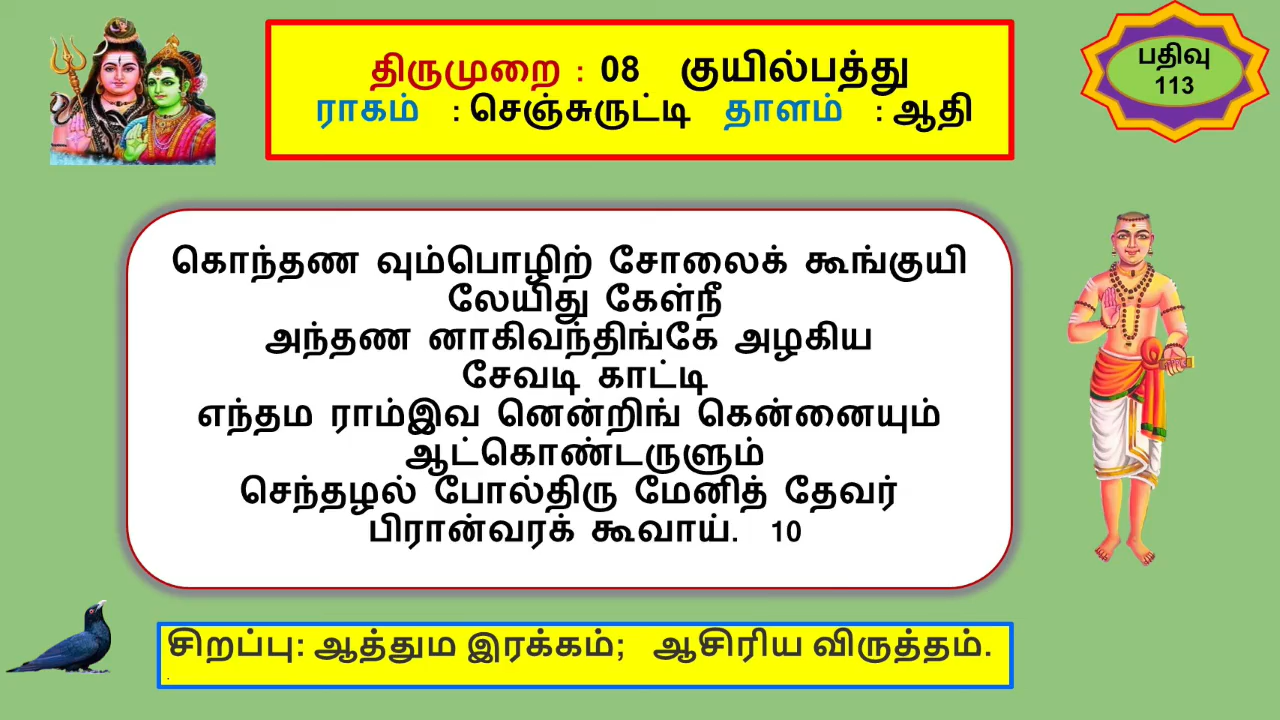 திருமுறை : 08 குயில்பத்து
ராகம் : செஞ்சுருட்டி தாளம் : ஆதி
பதிவு
113
கொந்தண வும்பொழிற் சோலைக் கூங்குயி
லேயிது கேள்நீ
அந்தண னாகிவந்திங்கே அழகிய
சேவடி காட்டி
எந்தம ராம்இவ னென்றிங் கென்னையும்
ஆட்கொண்டருளும்
செந்தழல் போல்திரு மேனித் தேவர்
பிரான்வரக் கூவாய். 10
சிறப்பு: ஆத்தும இரக்கம்; ஆசிரிய விருத்தம்.
.